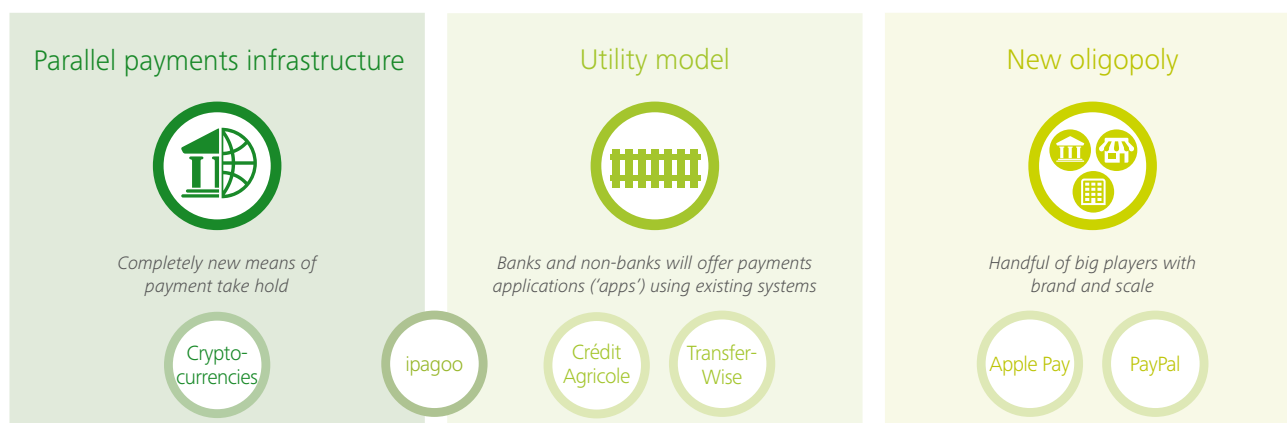 Parallel payments infrastructure
Completely new means of
payment take hold
Crypto-
currencies
ipagoo
Utility model
Banks and non-banks will offer payments
applications (‘apps’) using existing systems
Crédit
Agricole
Transfer-
Wise
New oligopoly
Handful of big players with
brand and scale
Apple Pay
PayPal